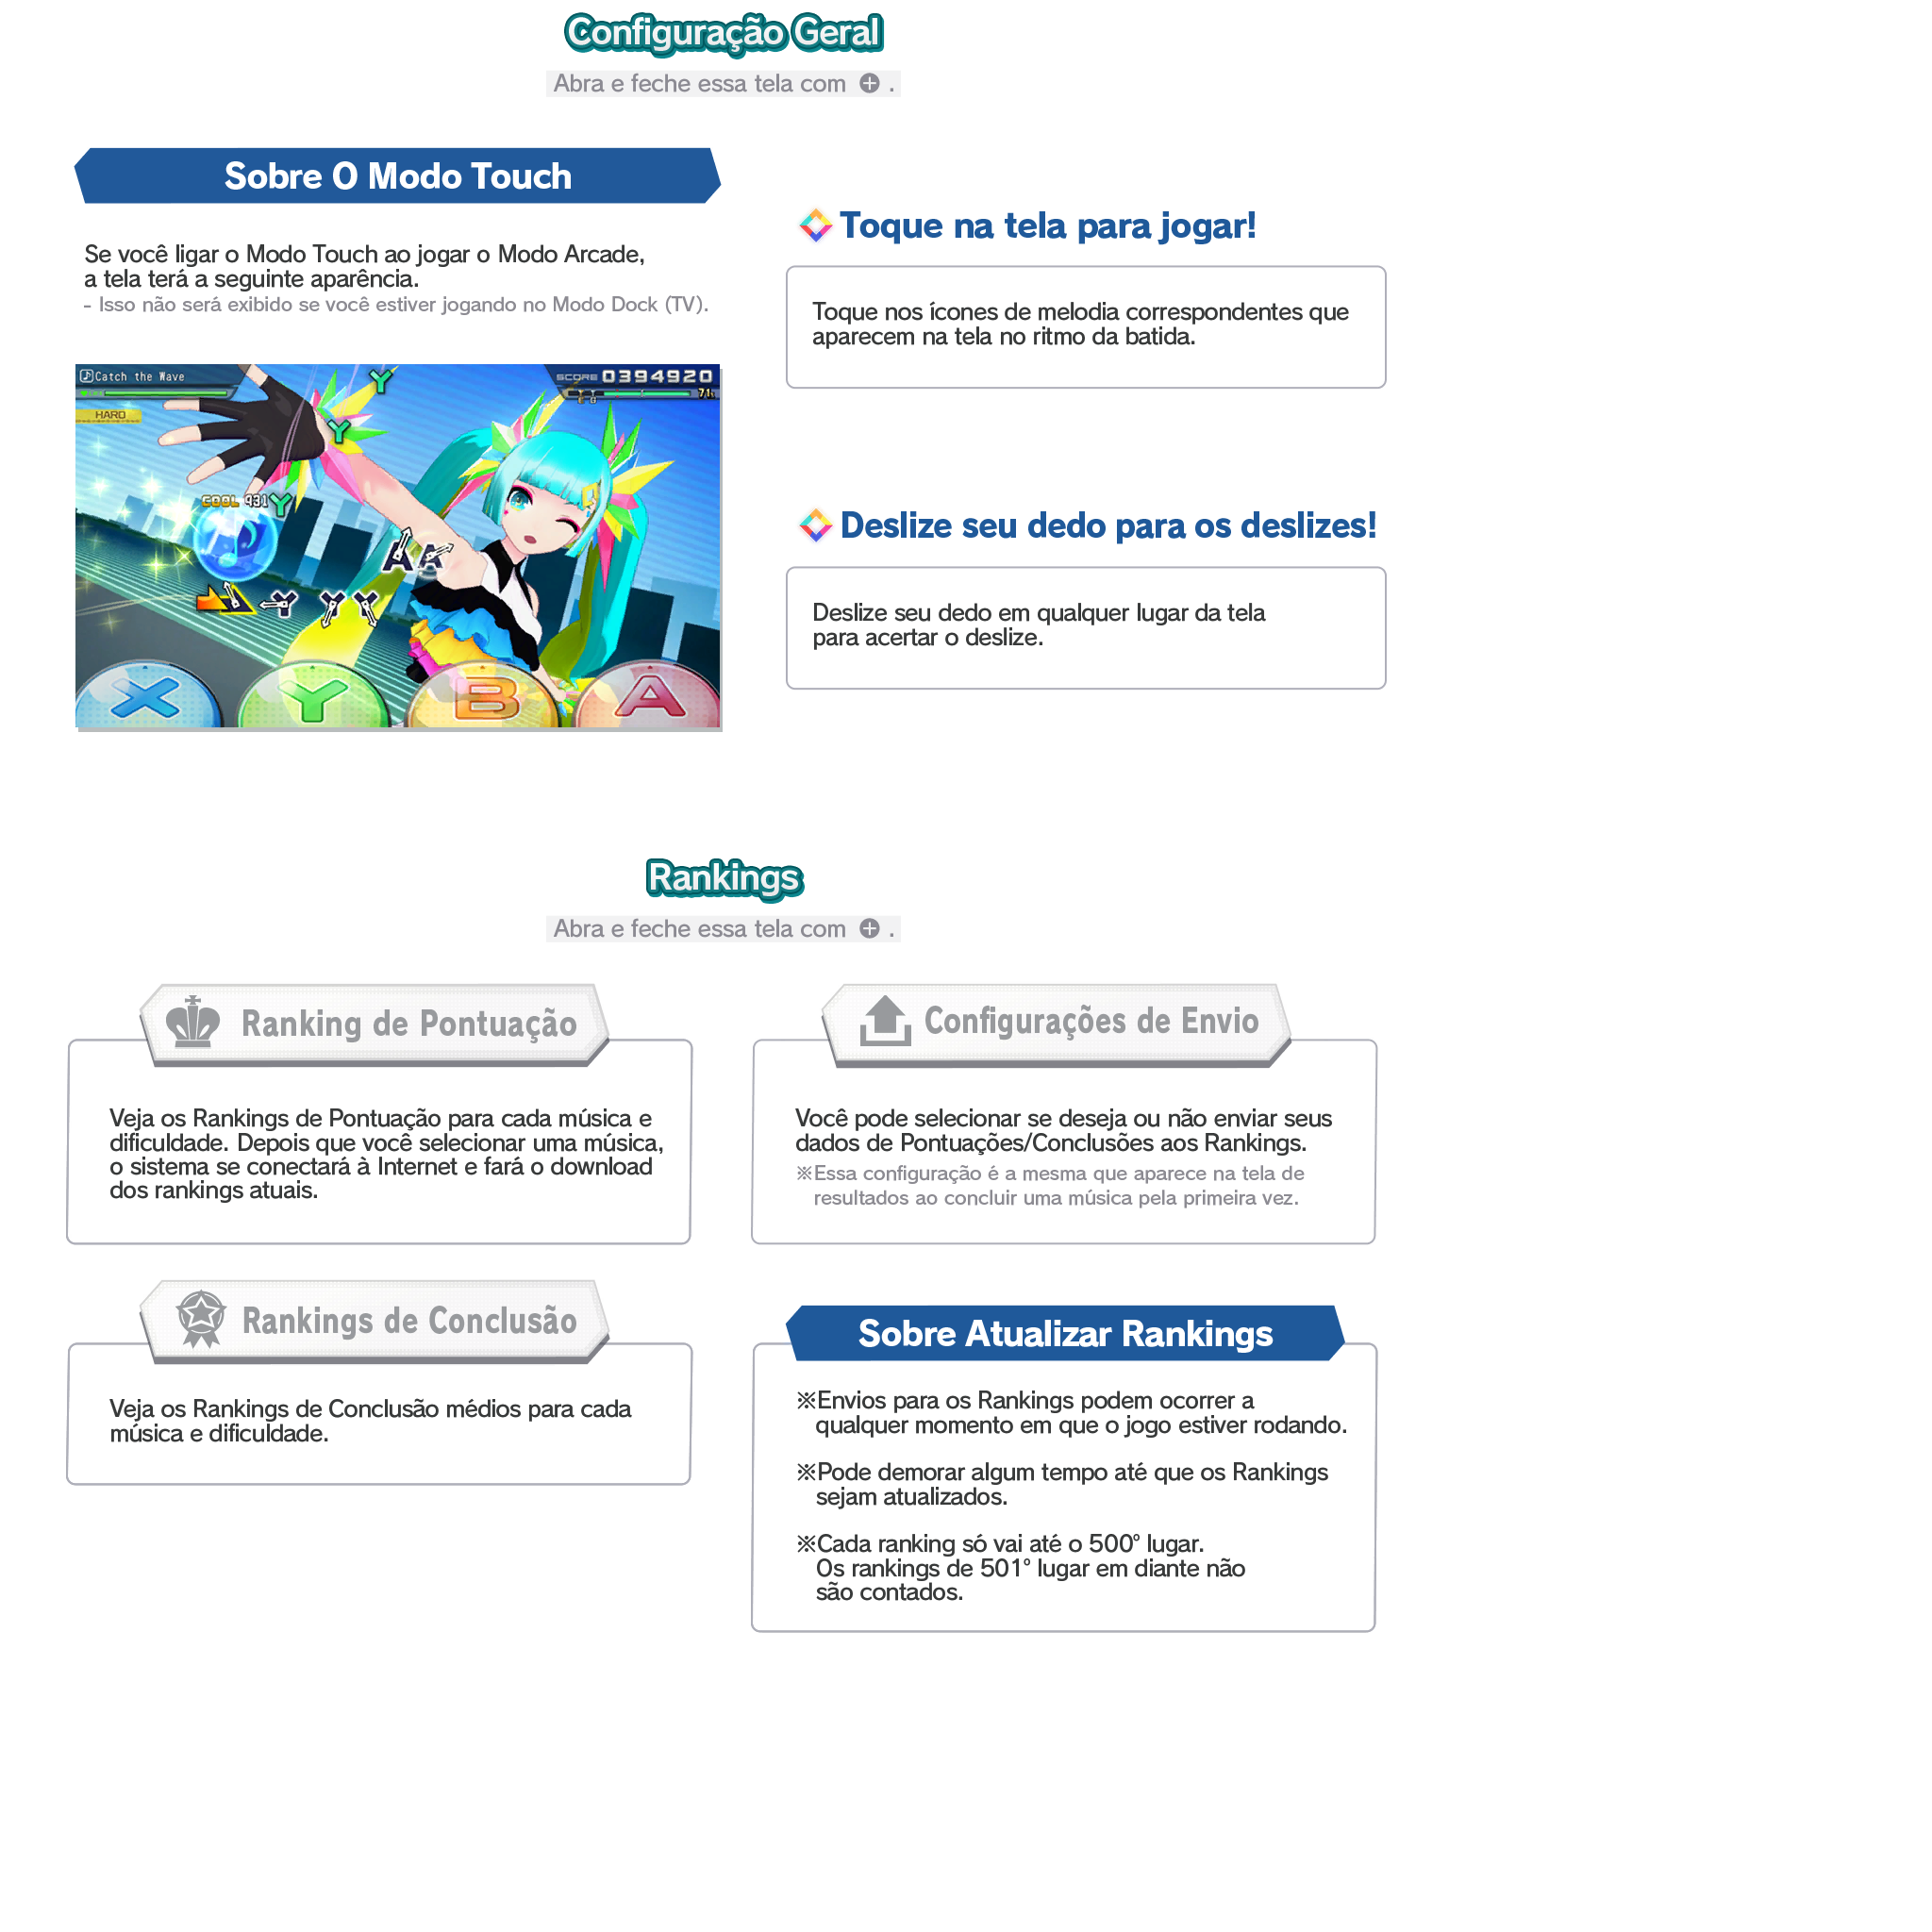 Configuração Geral
Abra e feche essa tela com ⊕ .
Sobre O Modo Touch
Se você ligar o Modo Touch ao jogar o Modo Arcade,
a tela terá a seguinte aparência.
- Isso não será exibido se você estiver jogando no Modo Dock (TV).
Catch the Wave
SCORE 0394920
HARD
Y
Y
COOL 931 Y
A
X Y B A
Toque na tela para jogar!
Toque nos ícones de melodia correspondentes que
aparecem na tela no ritmo da batida.
Deslize seu dedo para os deslizes!
Deslize seu dedo em qualquer lugar da tela
para acertar o deslize.
Rankings
Abra e feche essa tela com ⊕ .
Ranking de Pontuação
Veja os Rankings de Pontuação para cada música e
dificuldade. Depois que você selecionar uma música,
o sistema se conectará à Internet e fará o download
dos rankings atuais.
Configurações de Envio
Você pode selecionar se deseja ou não enviar seus
dados de Pontuações/Conclusões aos Rankings.
※Essa configuração é a mesma que aparece na tela de
resultados ao concluir uma música pela primeira vez.
Rankings de Conclusão
Veja os Rankings de Conclusão médios para cada
música e dificuldade.
Sobre Atualizar Rankings
※Envios para os Rankings podem ocorrer a
qualquer momento em que o jogo estiver rodando.
※Pode demorar algum tempo até que os Rankings
sejam atualizados.
※Cada ranking só vai até o 500° lugar.
Os rankings de 501° lugar em diante não
são contados.